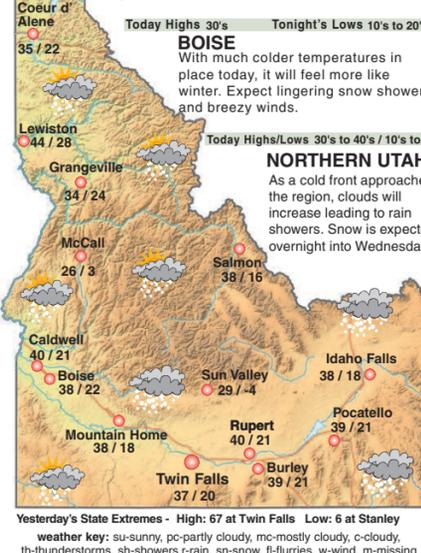 Coeur d'
Alene
35 / 22
Today Highs 30's Tonight's Lows 10's to 20'
BOISE
With much colder temperatures in
place today, it will feel more like
winter. Expect lingering snow shower
and breezy winds.
Lewiston
44 / 28
Today Highs/Lows 30's to 40's / 10's to
NORTHERN UTAH
As a cold front approache
the region, clouds will
increase leading to rain
showers. Snow is expect
overnight into Wednesda
Grangeville
34 / 24
McCall
26 / 3
Salmon
38 / 16
Caldwell
40 / 21
Boise
38 / 22
Sun Valley
29 / -4
Idaho Falls
38 / 18
Pocatello
39 / 21
Mountain Home
38 / 18
Rupert
40 / 21
Burley
39 / 21
Twin Falls
37 / 20
Yesterday's State Extremes - High: 67 at Twin Falls Low: 6 at Stanley
weather key: su-sunny, pc-partly cloudy, mc-mostly cloudy, c-cloudy,
th-thunderstorms, sh-showers,r-rain, sn-snow, fl-flurries, w-wind, m-missing